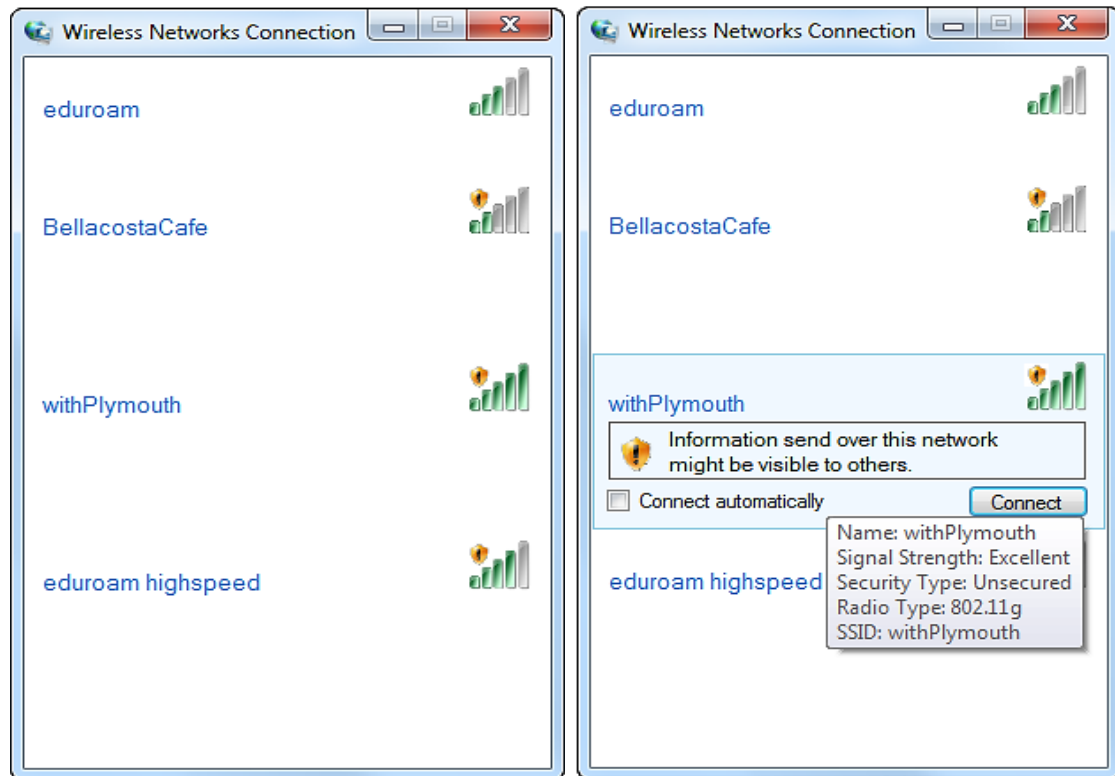 Wireless Networks Connection
eduroam
BellacostaCafe
withPlymouth
eduroam highspeed
Wireless Networks Connection
eduroam
BellacostaCafe
withPlymouth
Information send over this network
might be visible to others.
Connect automatically
Connect
eduroam highspeed
Name: withPlymouth
Signal Strength: Excellent
Security Type: Unsecured
Radio Type: 802.11g
SSID: withPlymouth